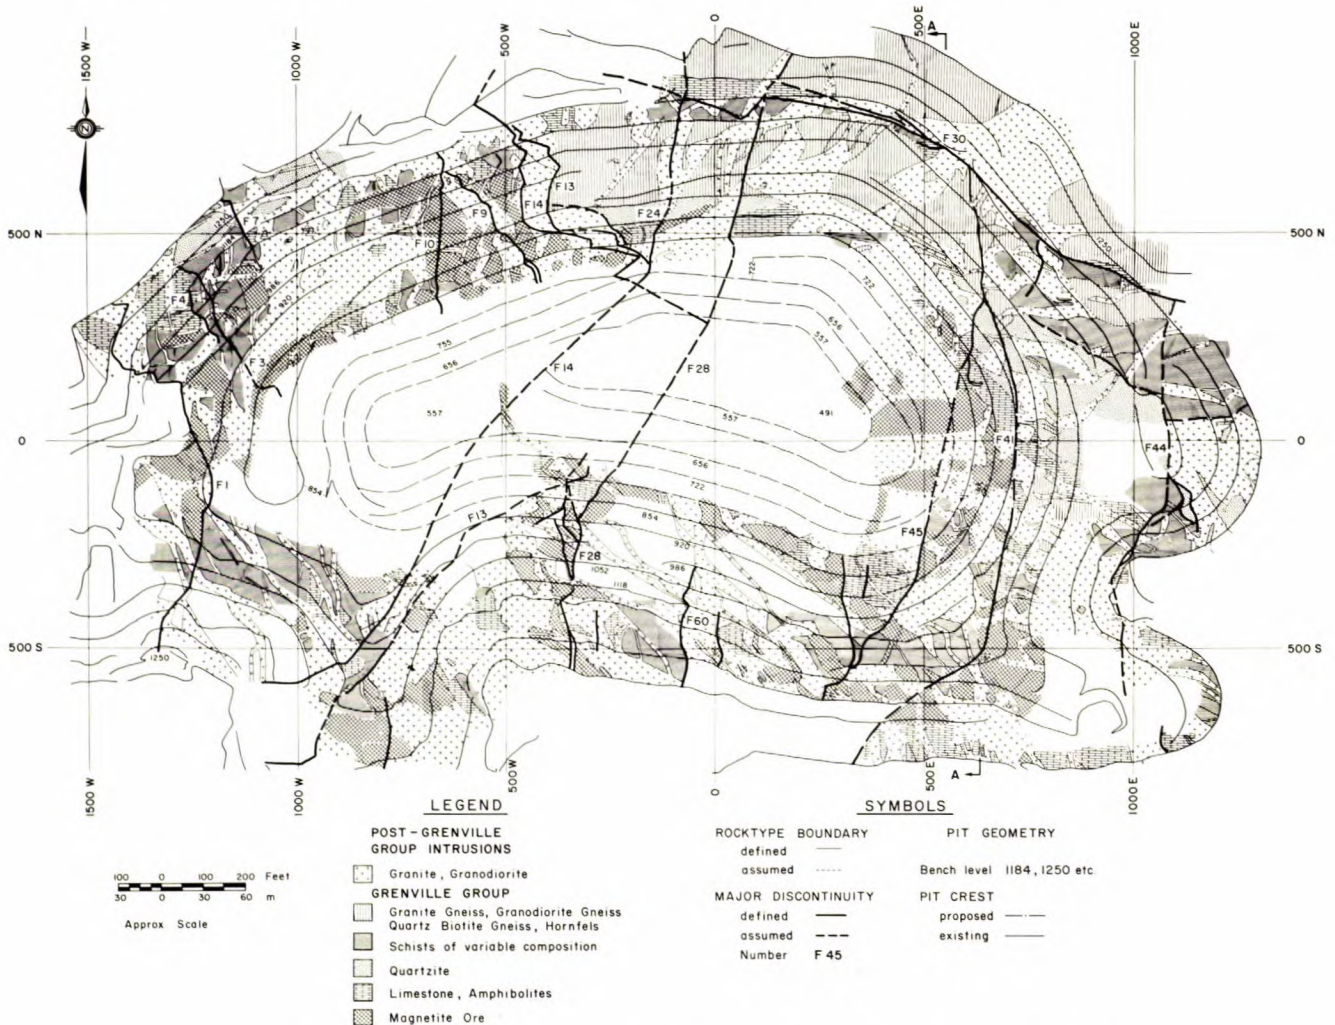 500E
A
1500 W
1000 W
500 W
0
1000 E
N
F30
F7
F13
F14
F9
F24
F10
500 N
500 N
1250
722
722
F4
986
920
F3
755
656
656
557
F14
F28
557
491
557
0
0
F41
F44
656
F1
854
722
F13
F45
854
920
F28
986
1052
1118
F60
500 S
500 S
1250
1500 W
1000 W
500 W
0
500 E
A
1000 E
LEGEND
POST-GRENVILLE
GROUP INTRUSIONS
Granite, Granodiorite
GRENVILLE GROUP
Granite Gneiss, Granodiorite Gneiss
Quartz Biotite Gneiss, Hornfels
Schists of variable composition
Quartzite
Limestone, Amphibolites
Magnetite Ore
100 0 100 200 Feet
30 0 30 60 m
Approx Scale
SYMBOLS
ROCKTYPE BOUNDARY
defined
assumed
MAJOR DISCONTINUITY
defined
assumed
Number F 45
PIT GEOMETRY
Bench level 1184, 1250 etc.
PIT CREST
proposed
existing